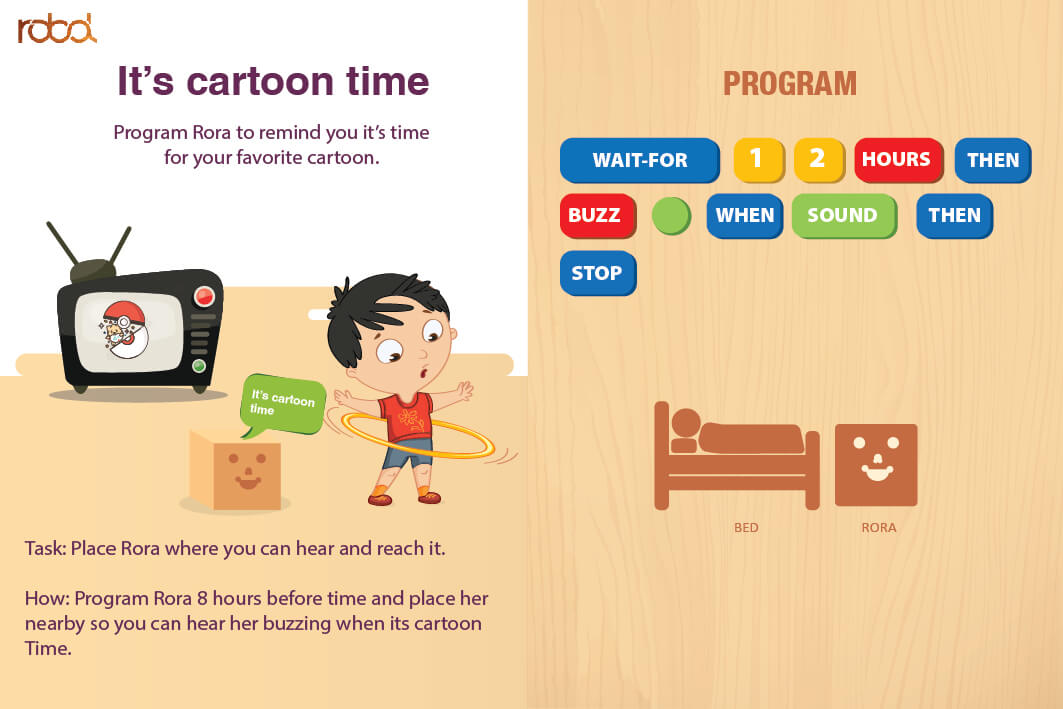 robol
It's cartoon time
Program Rora to remind you it's time
for your favorite cartoon.
It's cartoon
time
Task: Place Rora where you can hear and reach it.
How: Program Rora 8 hours before time and place her
nearby so you can hear her buzzing when its cartoon
Time.
PROGRAM
WAIT-FOR 1 2 HOURS THEN
BUZZ WHEN SOUND THEN
STOP
BED RORA